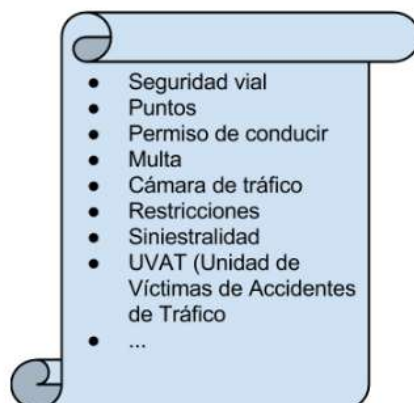 ● Seguridad vial
● Puntos
● Permiso de conducir
● Multa
● Cámara de tráfico
● Restricciones
● Siniestralidad
● UVAT (Unidad de
Víctimas de Accidentes
de Tráfico
● ...